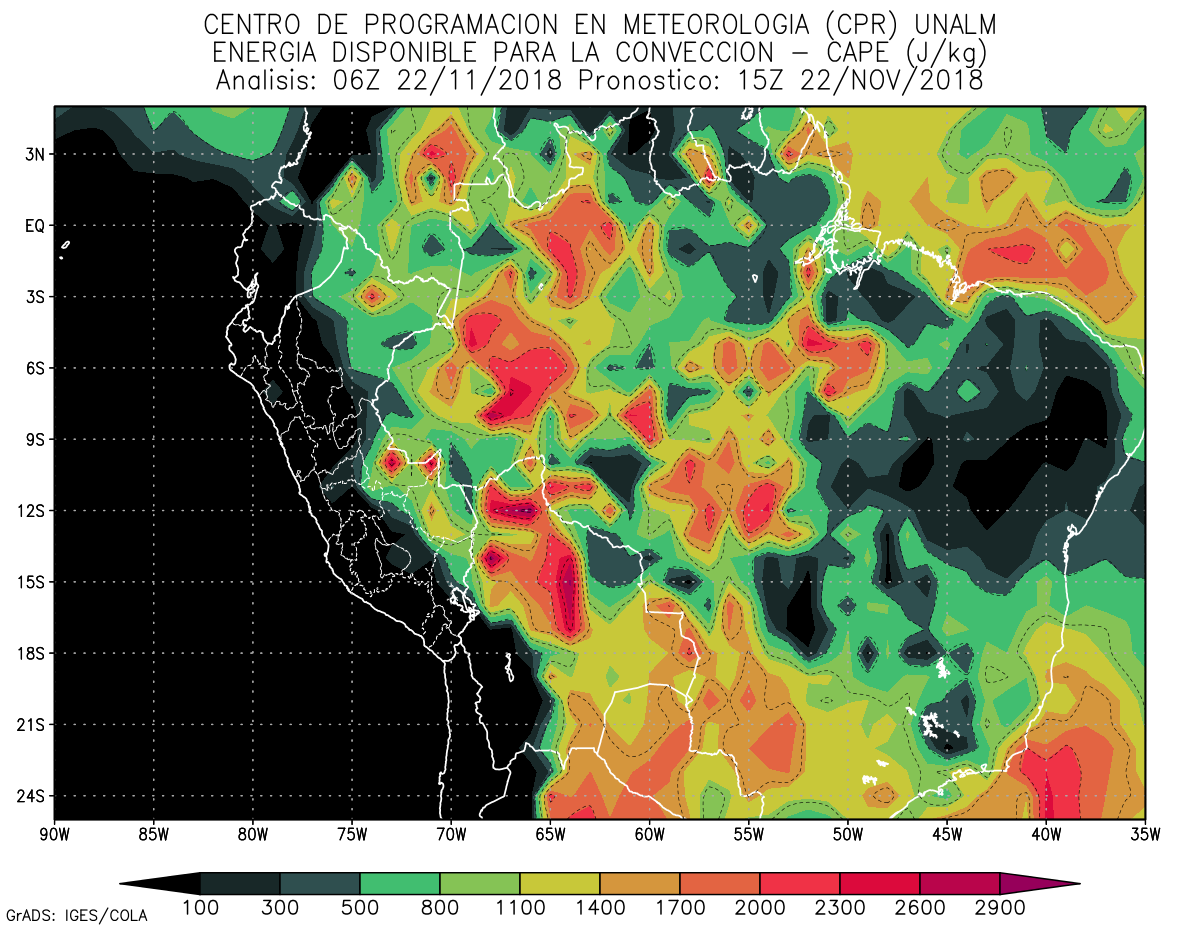 CENTRO DE PROGRAMACION EN METEOROLOGIA (CPR) UNALM
ENERGIA DISPONIBLE PARA LA CONVECCION – CAPE (J/kg)
Analisis: 06Z 22/11/2018 Pronostico: 15Z 22/NOV/2018
3N
EQ
3S
6S
9S
12S
15S
18S
21S
24S
90W 85W 80W 75W 70W 65W 60W 55W 50W 45W 40W 35W
100 300 500 800 1100 1400 1700 2000 2300 2600 2900
GrADS: IGES/COLA